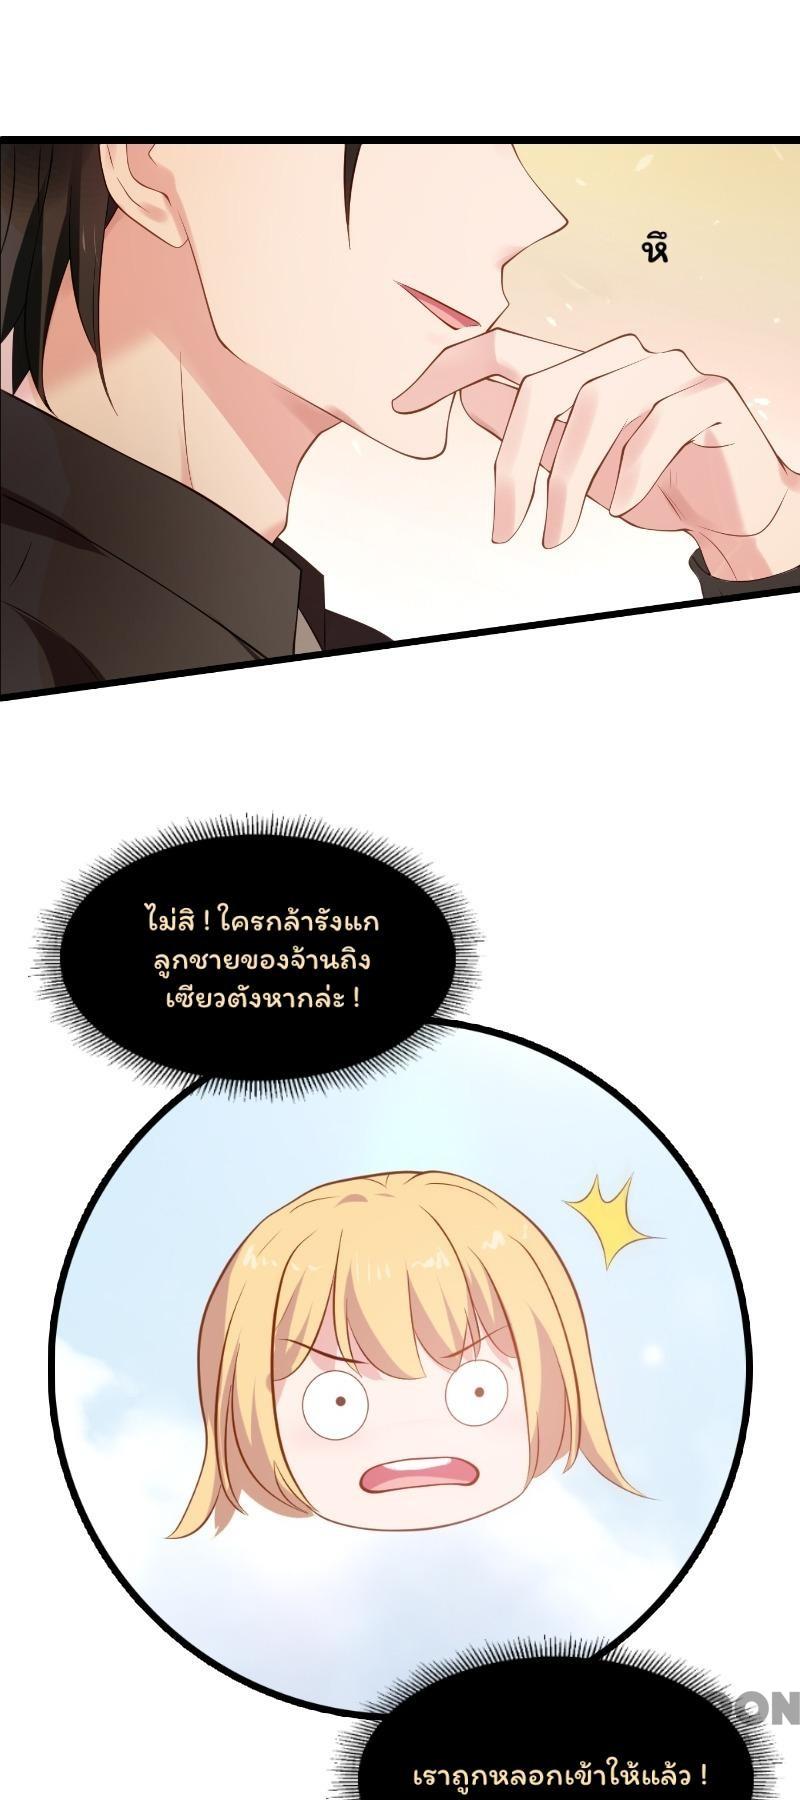 หึ
ไม่สิ ! ใครกล้ารังแก
ลูกชายของจ้านถิง
เซียวตังหากล่ะ !
OON
เราถูกหลอกเข้าให้แล้ว !